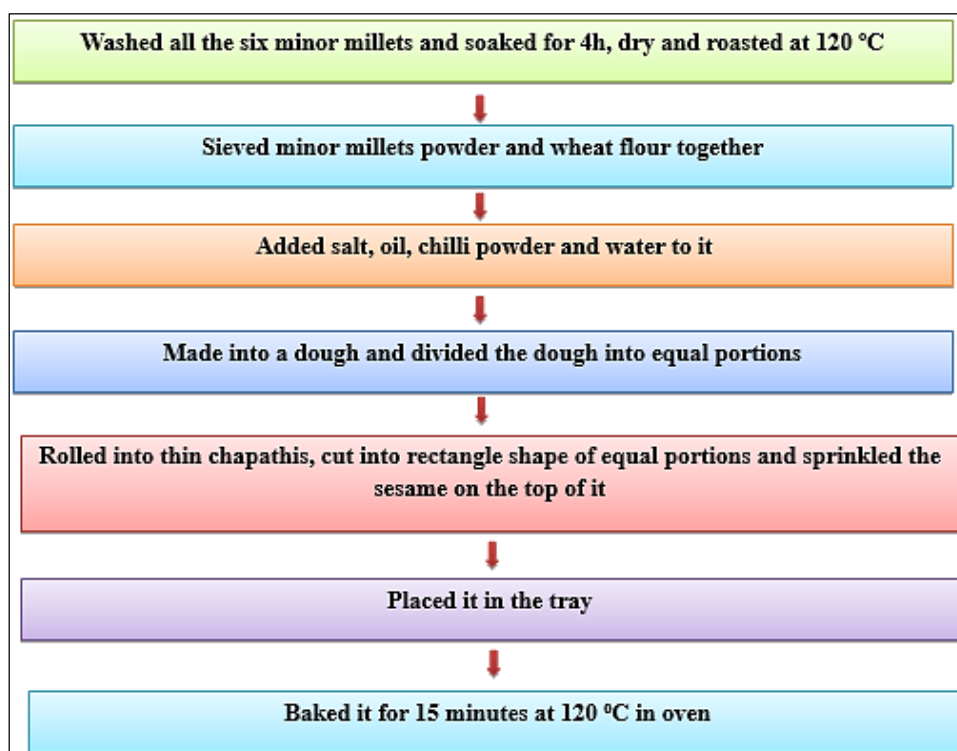 Washed all the six minor millets and soaked for 4h, dry and roasted at 120 °C
Sieved minor millets powder and wheat flour together
Added salt, oil, chilli powder and water to it
Made into a dough and divided the dough into equal portions
Rolled into thin chapathis, cut into rectangle shape of equal portions and sprinkled the
sesame on the top of it
Placed it in the tray
Baked it for 15 minutes at 120 ⁰C in oven